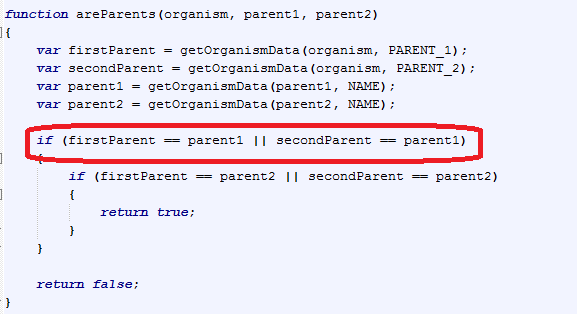 function areParents(organism, parent1, parent2)
{
var firstParent = getOrganismData(organism, PARENT_1);
var secondParent = getOrganismData(organism, PARENT_2);
var parent1 = getOrganismData(parent1, NAME);
var parent2 = getOrganismData(parent2, NAME);
if (firstParent == parent1 || secondParent == parent1)
{
if (firstParent == parent2 || secondParent == parent2)
{
return true;
}
}
return false;
}